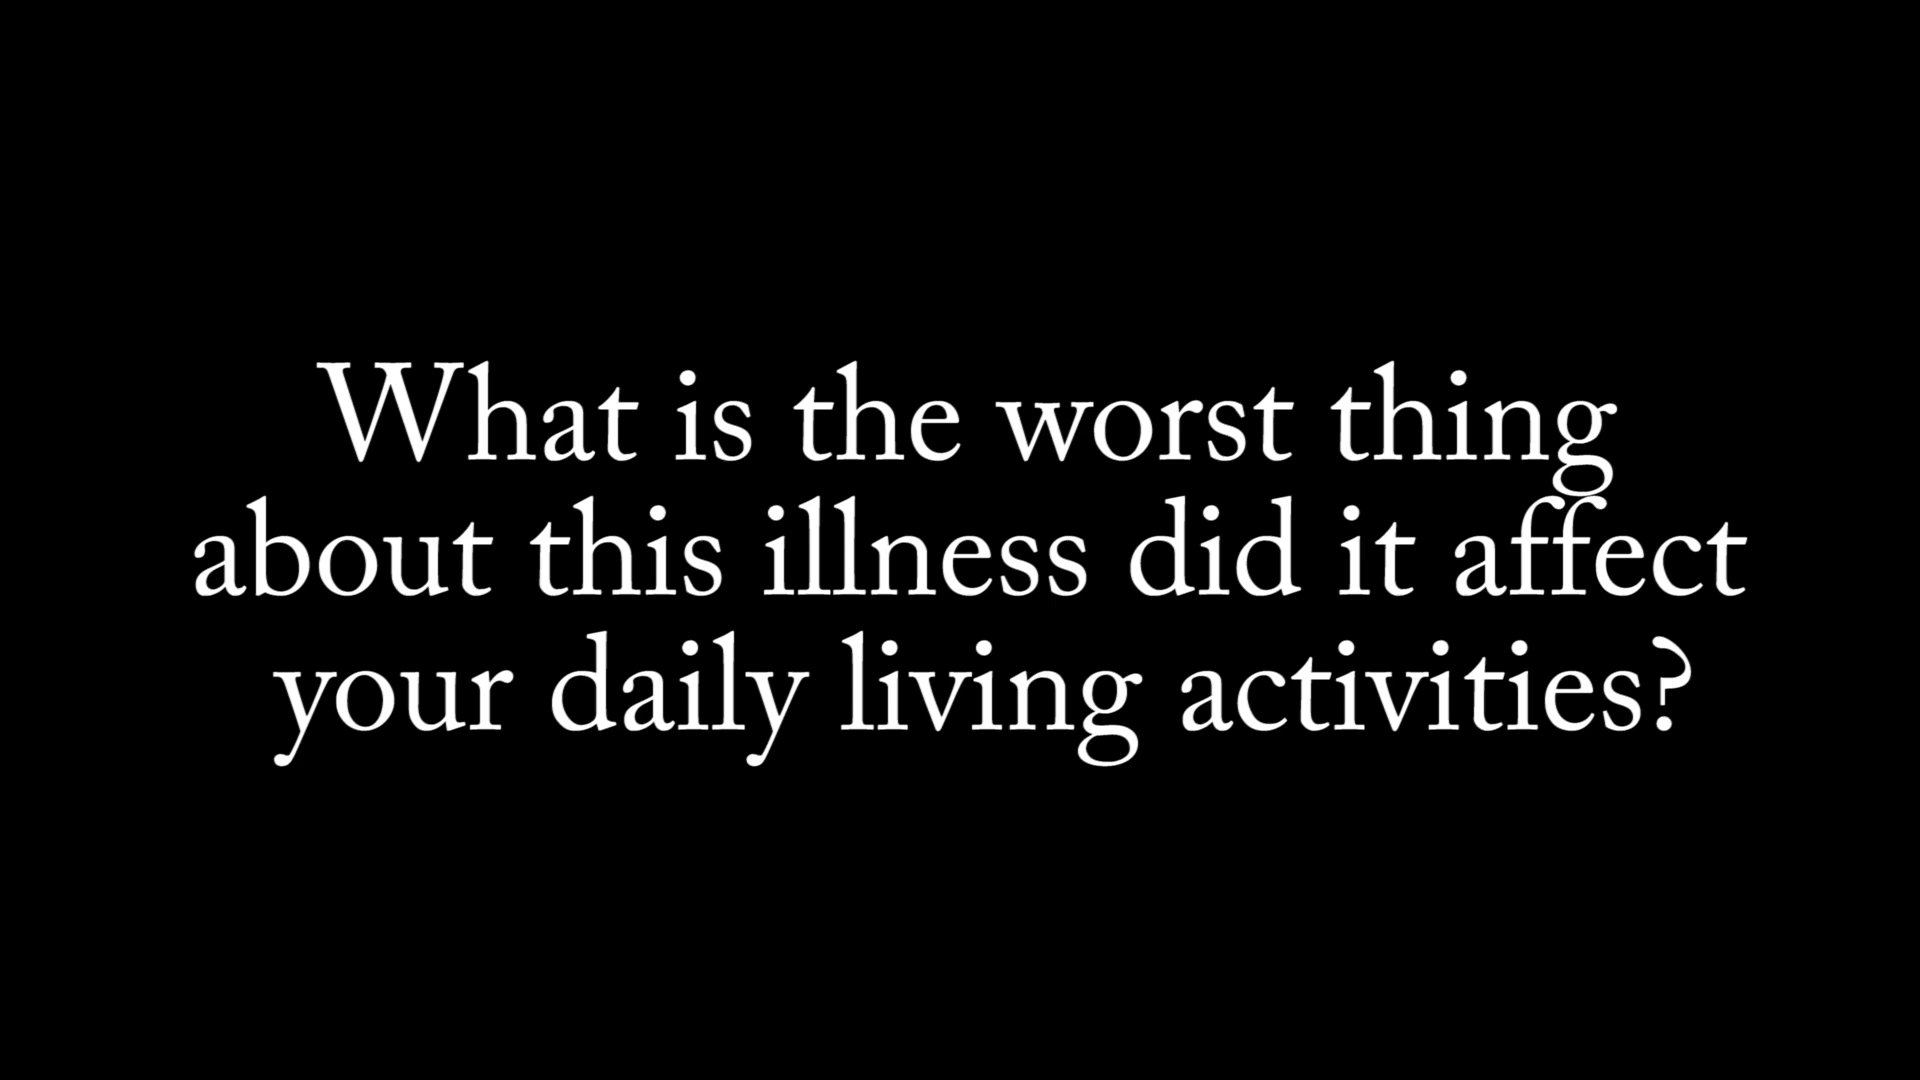 What is the worst thing
about this illness did it affect
your daily living activities?